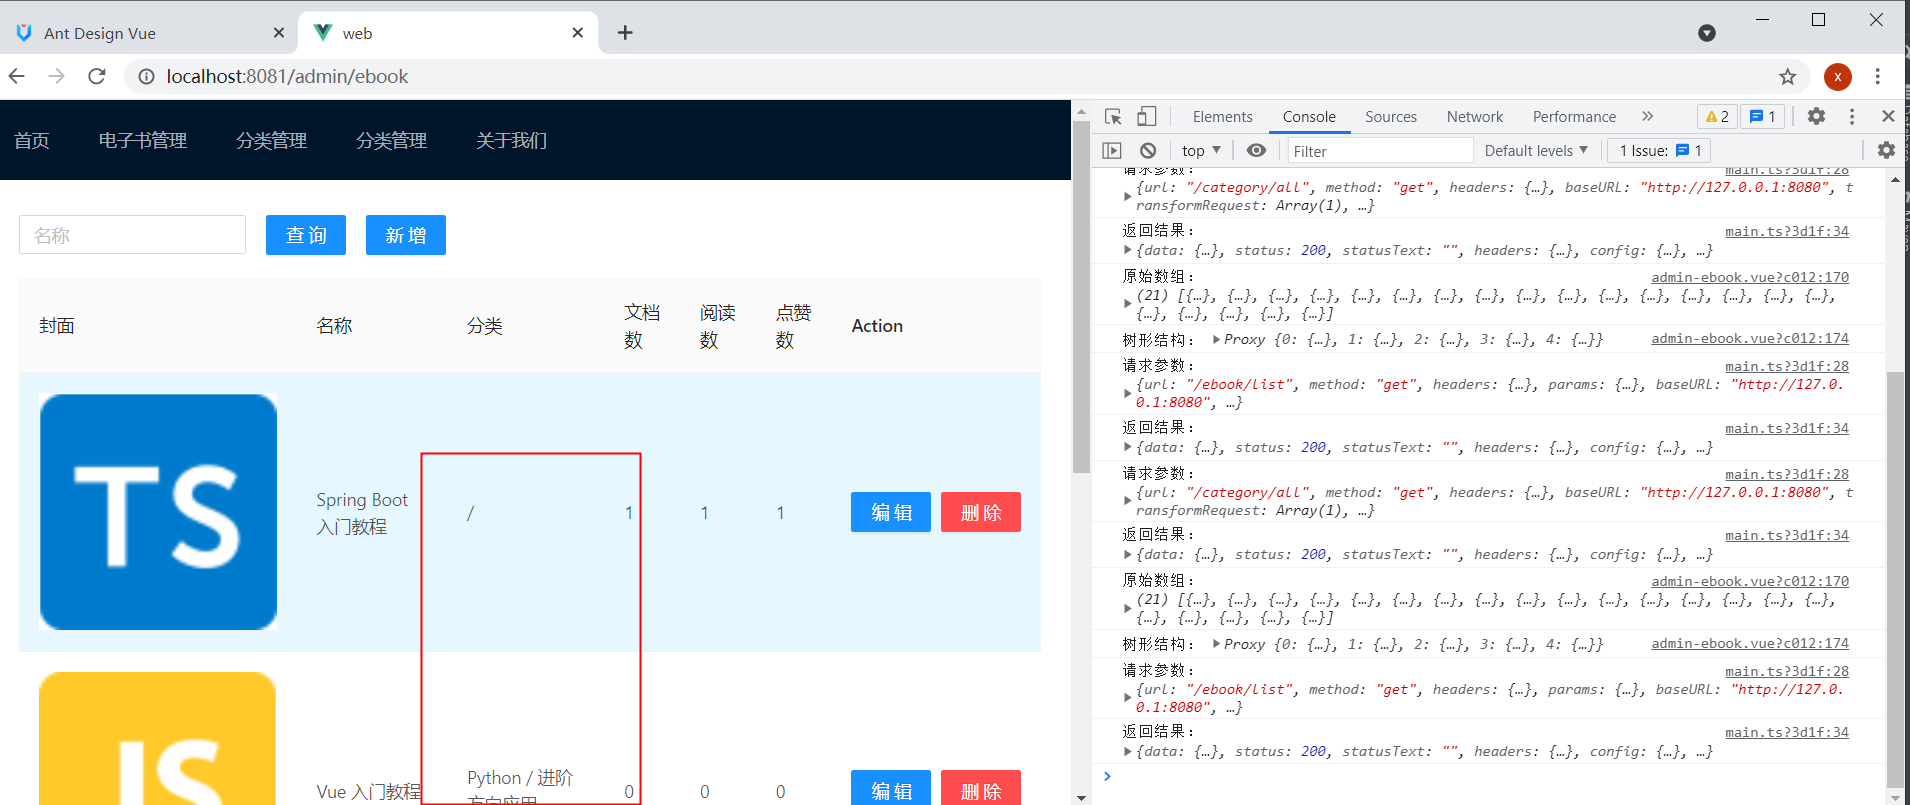 Ant Design Vue
web
localhost:8081/admin/ebook
x
首页 电子书管理 分类管理 分类管理 关于我们
名称 查询 新增
封面 名称 分类 文档数 阅读数 点赞数 Action
TS
Spring Boot
入门教程
/ 1 1 1 编辑 删除
JS
Vue 入门教程
Python / 进阶
方向应用
0 0 0 编辑 删除
Elements Console Sources Network Performance 2 1
top Filter Default levels 1 Issue: 1
请求参数: main.ts?3d1f:28
{url: "/category/all", method: "get", headers: {…}, baseURL: "http://127.0.0.1:8080", t
ransformRequest: Array(1), …}
返回结果: main.ts?3d1f:34
{data: {…}, status: 200, statusText: "", headers: {…}, config: {…}, …}
原始数组: admin-ebook.vue?c012:170
(21) [{…}, {…}, {…}, {…}, {…}, {…}, {…}, {…}, {…}, {…}, {…}, {…}, {…}, {…}, {…}, {…},
{…}, {…}, {…}, {…}, {…}]
树形结构: Proxy {0: {…}, 1: {…}, 2: {…}, 3: {…}, 4: {…}} admin-ebook.vue?c012:174
请求参数: main.ts?3d1f:28
{url: "/ebook/list", method: "get", headers: {…}, params: {…}, baseURL: "http://127.0.
0.1:8080", …}
返回结果: main.ts?3d1f:34
{data: {…}, status: 200, statusText: "", headers: {…}, config: {…}, …}
请求参数: main.ts?3d1f:28
{url: "/category/all", method: "get", headers: {…}, baseURL: "http://127.0.0.1:8080", t
ransformRequest: Array(1), …}
返回结果: main.ts?3d1f:34
{data: {…}, status: 200, statusText: "", headers: {…}, config: {…}, …}
原始数组: admin-ebook.vue?c012:170
(21) [{…}, {…}, {…}, {…}, {…}, {…}, {…}, {…}, {…}, {…}, {…}, {…}, {…}, {…}, {…}, {…},
{…}, {…}, {…}, {…}, {…}]
树形结构: Proxy {0: {…}, 1: {…}, 2: {…}, 3: {…}, 4: {…}} admin-ebook.vue?c012:174
请求参数: main.ts?3d1f:28
{url: "/ebook/list", method: "get", headers: {…}, params: {…}, baseURL: "http://127.0.
0.1:8080", …}
返回结果: main.ts?3d1f:34
{data: {…}, status: 200, statusText: "", headers: {…}, config: {…}, …}